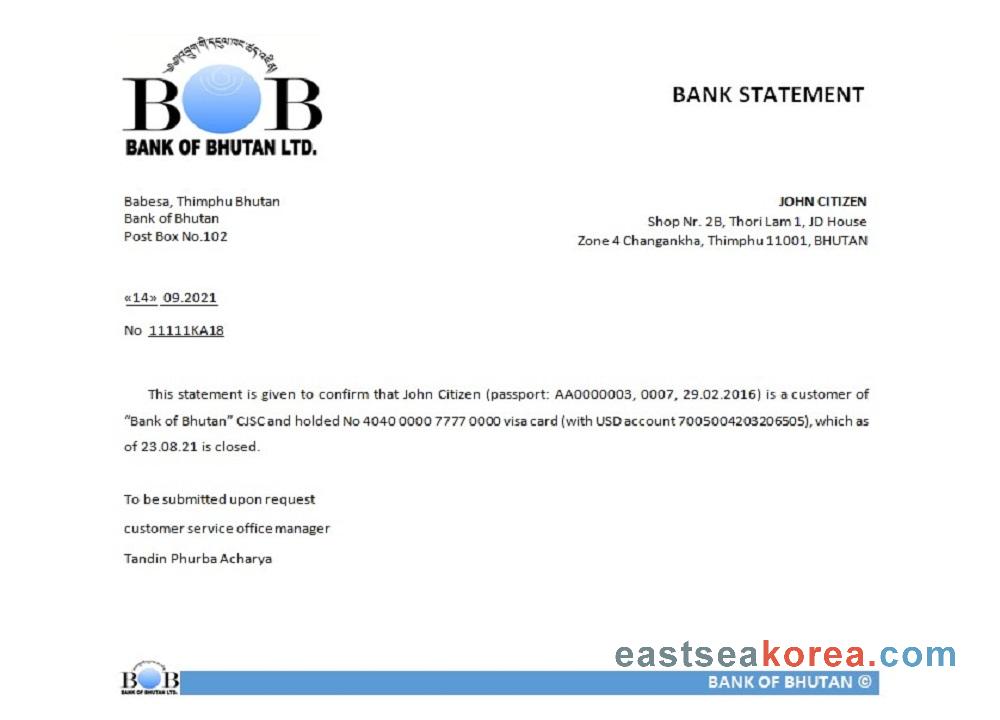 BOB
BANK OF BHUTAN LTD.
BANK STATEMENT
Babesa, Thimphu Bhutan
Bank of Bhutan
Post Box No.102
JOHN CITIZEN
Shop Nr. 2B, Thori Lam 1, JD House
Zone 4 Changankha, Thimphu 11001, BHUTAN
«14» 09.2021
No 11111KA18
This statement is given to confirm that John Citizen (passport: AA0000003, 0007, 29.02.2016) is a customer of
"Bank of Bhutan" CJSC and holded No 4040 0000 7777 0000 visa card (with USD account 7005004203206505), which as
of 23.08.21 is closed.
To be submitted upon request
customer service office manager
Tandin Phurba Acharya
eastseakorea.com
BOB
BANK OF BHUTAN LTD.
BANK OF BHUTAN ©